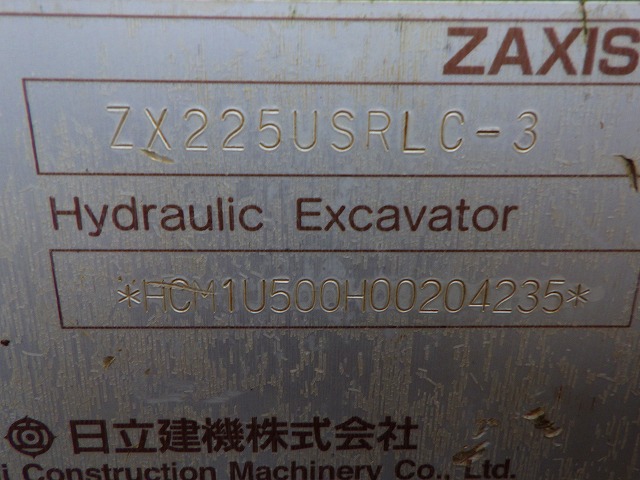 ZAXIS
ZX225USRLC-3
Hydraulic Excavator
*HCM1U500H00204235*
日立建機株式会社
i Construction Machinery Co., Ltd.